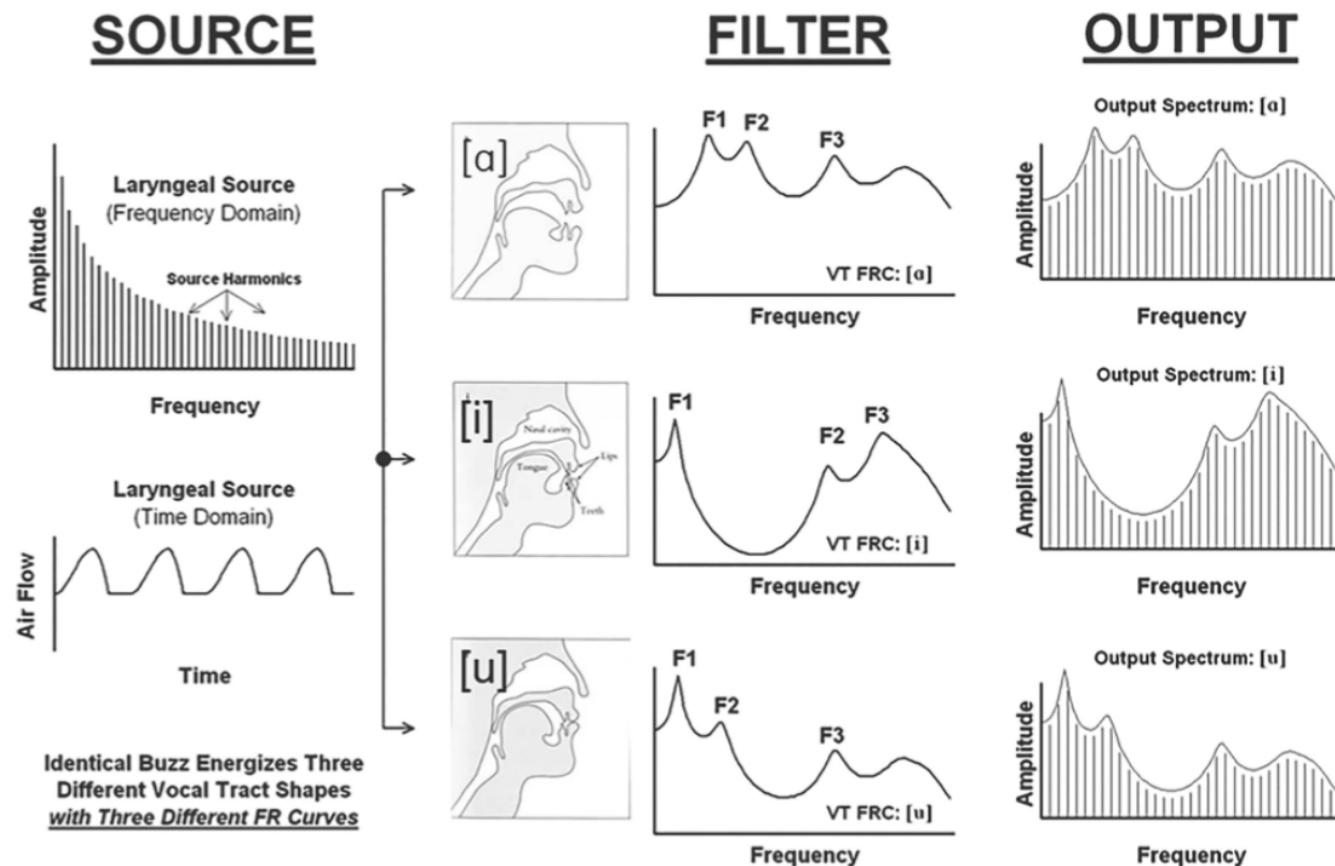 SOURCE
FILTER
OUTPUT
Laryngeal Source
(Frequency Domain)
Source Harmonics
Amplitude
Frequency
Laryngeal Source
(Time Domain)
Air Flow
Time
Identical Buzz Energizes Three
Different Vocal Tract Shapes
with Three Different FR Curves
[ɑ]
F1
F2
F3
VT FRC: [ɑ]
Frequency
Output Spectrum: [ɑ]
Amplitude
Frequency
[i]
Nasal cavity
Tongue
Lips
Teeth
F1
F2
F3
VT FRC: [i]
Frequency
Output Spectrum: [i]
Amplitude
Frequency
[u]
F1
F2
F3
VT FRC: [u]
Frequency
Output Spectrum: [u]
Amplitude
Frequency